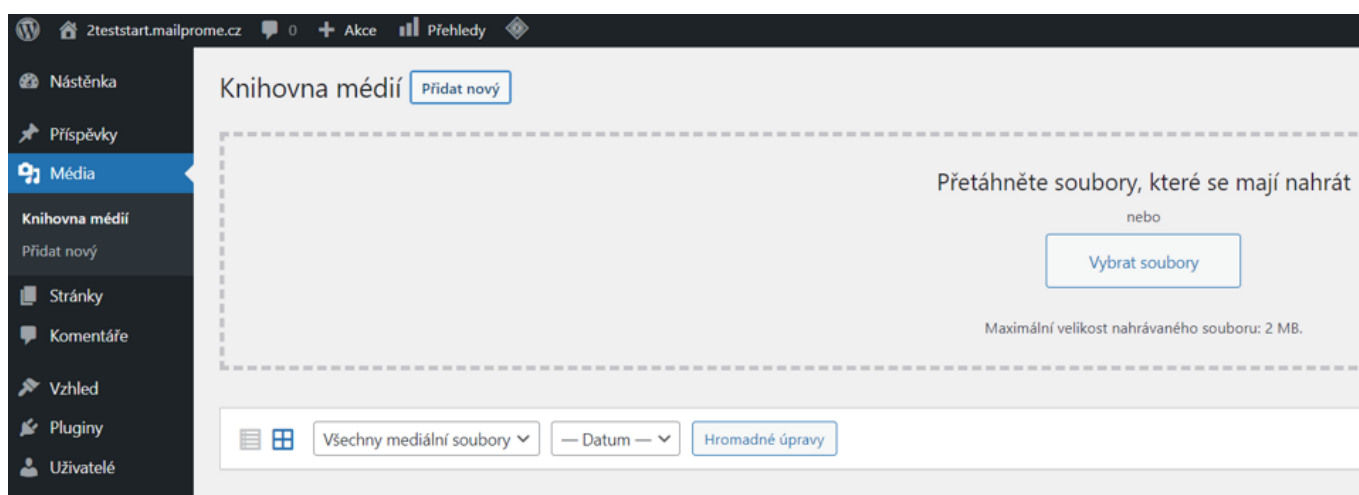 2teststart.mailprome.cz 0 + Akce Přehledy
Nástěnka
Příspěvky
Média
Knihovna médií
Přidat nový
Stránky
Komentáře
Vzhled
Pluginy
Uživatelé
Knihovna médií Přidat nový
Přetáhněte soubory, které se mají nahrát
nebo
Vybrat soubory
Maximální velikost nahrávaného souboru: 2 MB.
Všechny mediální soubory — Datum — Hromadné úpravy